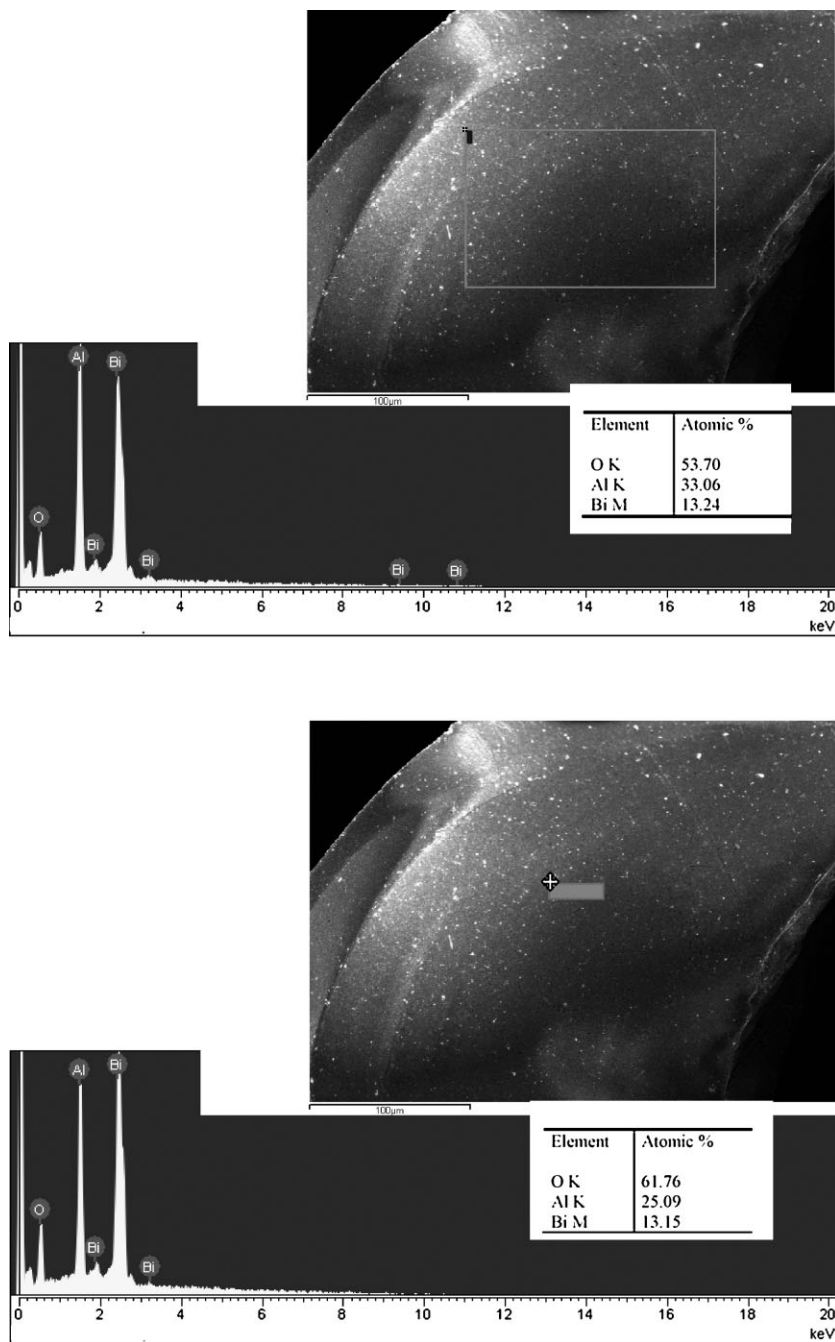 100µm
Element Atomic %
O K 53.70
Al K 33.06
Bi M 13.24
Al
Bi
O
Bi
Bi
Bi
Bi
0 2 4 6 8 10 12 14 16 18 20
keV
100µm
Element Atomic %
O K 61.76
Al K 25.09
Bi M 13.15
Al
Bi
O
Bi
Bi
0 2 4 6 8 10 12 14 16 18 20
keV